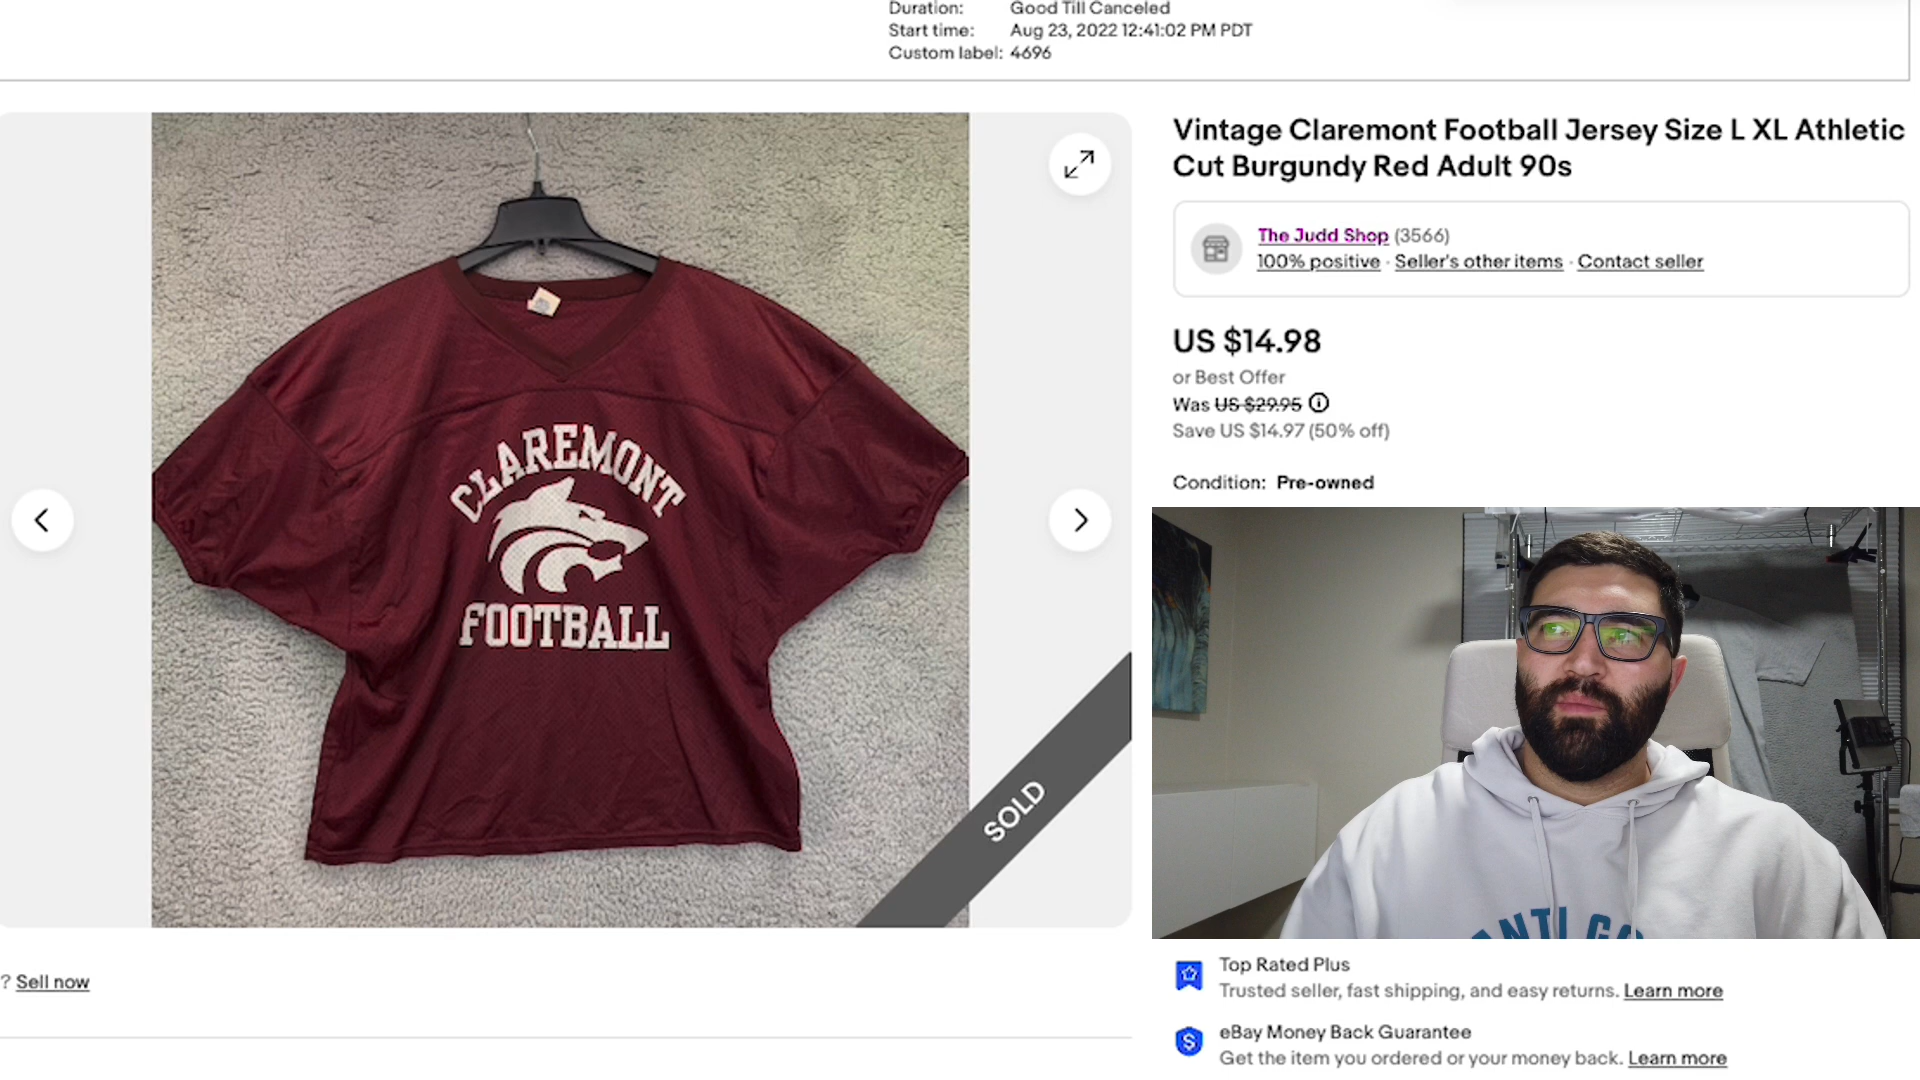 Duration: Good Till Canceled
Start time: Aug 23, 2022 12:41:02 PM PDT
Custom label: 4696
Vintage Claremont Football Jersey Size L XL Athletic
Cut Burgundy Red Adult 90s
The Judd Shop (3566)
100% positive · Seller's other items · Contact seller
US $14.98
or Best Offer
Was US $29.95
Save US $14.97 (50% off)
Condition: Pre-owned
CLAREMONT
FOOTBALL
SOLD
? Sell now
Top Rated Plus
Trusted seller, fast shipping, and easy returns. Learn more
eBay Money Back Guarantee
Get the item you ordered or your money back. Learn more